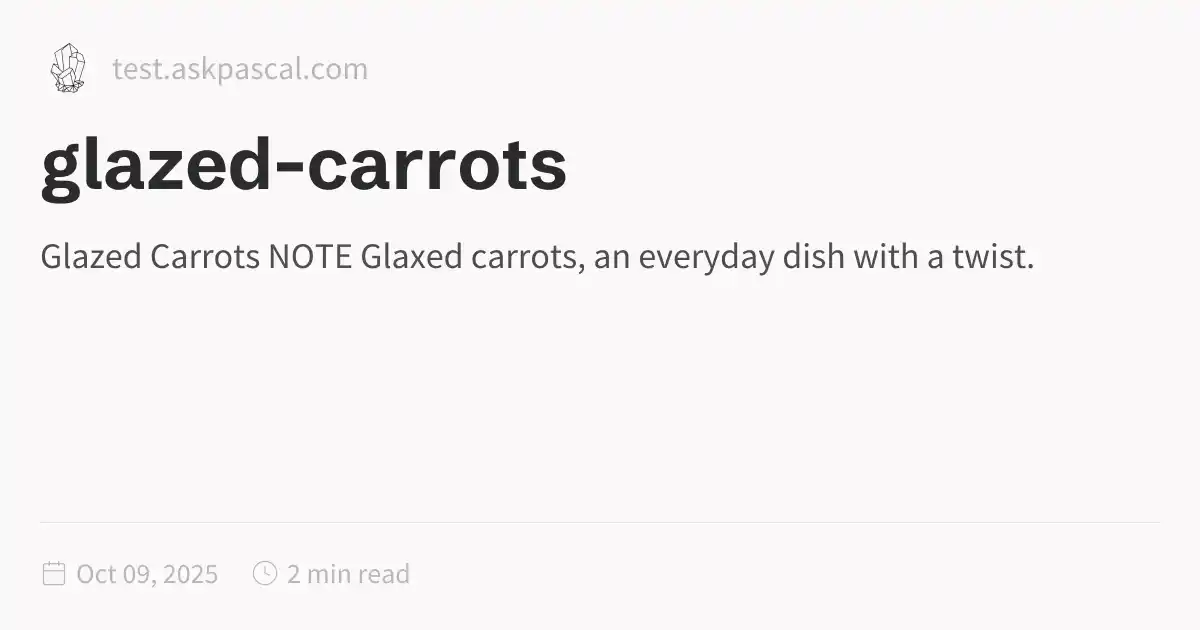 test.askpascal.com
glazed-carrots
Glazed Carrots NOTE Glaxed carrots, an everyday dish with a twist.
Oct 09, 2025 2 min read